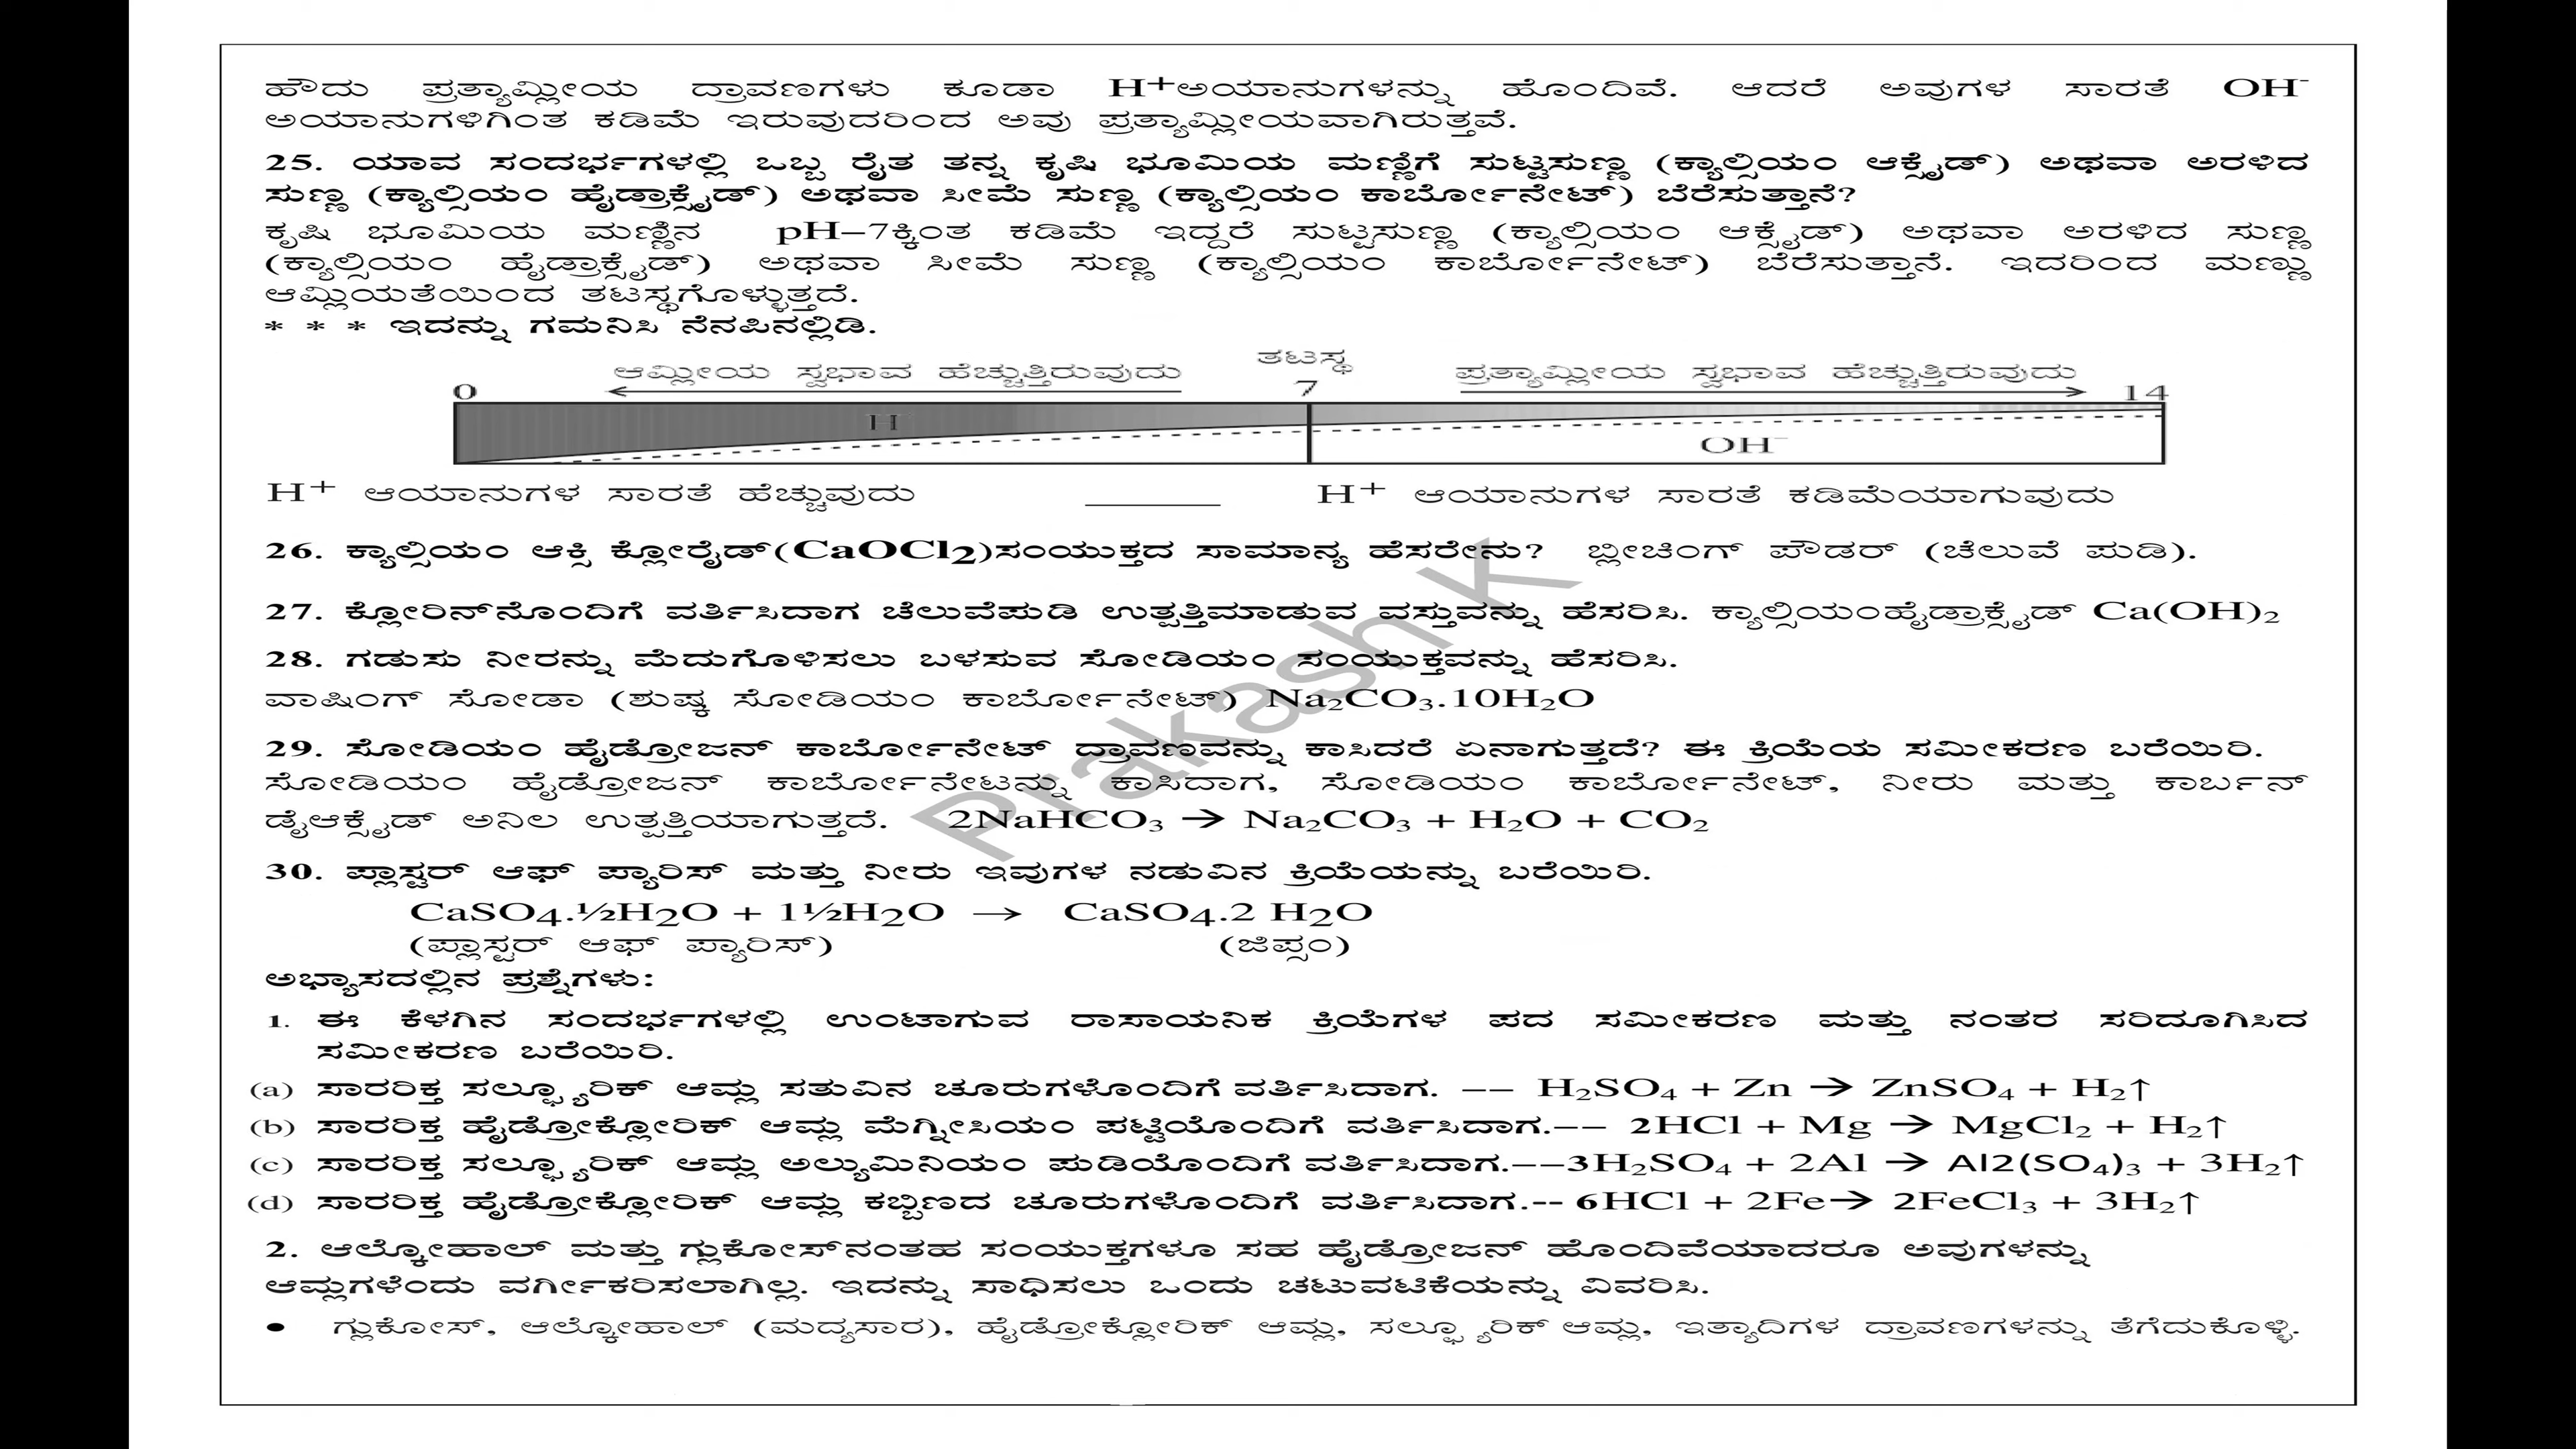 ಹೌದು ಪ್ರತ್ಯಾಮ್ಲೀಯ ದ್ರಾವಣಗಳು ಕೂಡಾ H⁺ಅಯಾನುಗಳನ್ನು ಹೊಂದಿವೆ. ಆದರೆ ಅವುಗಳ ಸಾರತೆ OH⁻
ಅಯಾನುಗಳಿಗಿಂತ ಕಡಿಮೆ ಇರುವುದರಿಂದ ಅವು ಪ್ರತ್ಯಾಮ್ಲೀಯವಾಗಿರುತ್ತವೆ.
25. ಯಾವ ಸಂದರ್ಭಗಳಲ್ಲಿ ಒಬ್ಬ ರೈತ ತನ್ನ ಕೃಷಿ ಭೂಮಿಯ ಮಣ್ಣಿಗೆ ಸುಟ್ಟಸುಣ್ಣ (ಕ್ಯಾಲ್ಸಿಯಂ ಆಕ್ಸೈಡ್) ಅಥವಾ ಅರಳಿದ
ಸುಣ್ಣ (ಕ್ಯಾಲ್ಸಿಯಂ ಹೈಡ್ರಾಕ್ಸೈಡ್) ಅಥವಾ ಸೀಮೆ ಸುಣ್ಣ (ಕ್ಯಾಲ್ಸಿಯಂ ಕಾರ್ಬೋನೇಟ್) ಬೆರೆಸುತ್ತಾನೆ?
ಕೃಷಿ ಭೂಮಿಯ ಮಣ್ಣಿನ pH–7ಕ್ಕಿಂತ ಕಡಿಮೆ ಇದ್ದರೆ ಸುಟ್ಟಸುಣ್ಣ (ಕ್ಯಾಲ್ಸಿಯಂ ಆಕ್ಸೈಡ್) ಅಥವಾ ಅರಳಿದ ಸುಣ್ಣ
(ಕ್ಯಾಲ್ಸಿಯಂ ಹೈಡ್ರಾಕ್ಸೈಡ್) ಅಥವಾ ಸೀಮೆ ಸುಣ್ಣ (ಕ್ಯಾಲ್ಸಿಯಂ ಕಾರ್ಬೋನೇಟ್) ಬೆರೆಸುತ್ತಾನೆ. ಇದರಿಂದ ಮಣ್ಣು
ಆಮ್ಲಿಯತೆಯಿಂದ ತಟಸ್ಥಗೊಳ್ಳುತ್ತದೆ.
* * * ಇದನ್ನು ಗಮನಿಸಿ ನೆನಪಿನಲ್ಲಿಡಿ.
ಆಮ್ಲೀಯ ಸ್ವಭಾವ ಹೆಚ್ಚುತ್ತಿರುವುದು ತಟಸ್ಥ ಪ್ರತ್ಯಾಮ್ಲೀಯ ಸ್ವಭಾವ ಹೆಚ್ಚುತ್ತಿರುವುದು
0 7 14
H OH⁻
H⁺ ಆಯಾನುಗಳ ಸಾರತೆ ಹೆಚ್ಚುವುದು ______ H⁺ ಆಯಾನುಗಳ ಸಾರತೆ ಕಡಿಮೆಯಾಗುವುದು
26. ಕ್ಯಾಲ್ಸಿಯಂ ಆಕ್ಸಿ ಕ್ಲೋರೈಡ್(CaOCl₂)ಸಂಯುಕ್ತದ ಸಾಮಾನ್ಯ ಹೆಸರೇನು? ಬ್ಲೀಚಿಂಗ್ ಪೌಡರ್ (ಚೆಲುವೆ ಪುಡಿ).
27. ಕ್ಲೋರಿನ್‌ನೊಂದಿಗೆ ವರ್ತಿಸಿದಾಗ ಚೆಲುವೆಪುಡಿ ಉತ್ಪತ್ತಿಮಾಡುವ ವಸ್ತುವನ್ನು ಹೆಸರಿಸಿ. ಕ್ಯಾಲ್ಸಿಯಂಹೈಡ್ರಾಕ್ಸೈಡ್ Ca(OH)₂
28. ಗಡುಸು ನೀರನ್ನು ಮೆದುಗೊಳಿಸಲು ಬಳಸುವ ಸೋಡಿಯಂ ಸಂಯುಕ್ತವನ್ನು ಹೆಸರಿಸಿ.
ವಾಷಿಂಗ್ ಸೋಡಾ (ಶುಷ್ಕ ಸೋಡಿಯಂ ಕಾರ್ಬೋನೇಟ್) Na₂CO₃.10H₂O
29. ಸೋಡಿಯಂ ಹೈಡ್ರೋಜನ್ ಕಾರ್ಬೋನೇಟ್ ದ್ರಾವಣವನ್ನು ಕಾಸಿದರೆ ಏನಾಗುತ್ತದೆ? ಈ ಕ್ರಿಯೆಯ ಸಮೀಕರಣ ಬರೆಯಿರಿ.
ಸೋಡಿಯಂ ಹೈಡ್ರೋಜನ್ ಕಾರ್ಬೋನೇಟನ್ನು ಕಾಸಿದಾಗ, ಸೋಡಿಯಂ ಕಾರ್ಬೋನೇಟ್, ನೀರು ಮತ್ತು ಕಾರ್ಬನ್
ಡೈಆಕ್ಸೈಡ್ ಅನಿಲ ಉತ್ಪತ್ತಿಯಾಗುತ್ತದೆ. 2NaHCO₃ → Na₂CO₃ + H₂O + CO₂
30. ಪ್ಲಾಸ್ಟರ್ ಆಫ್ ಪ್ಯಾರಿಸ್ ಮತ್ತು ನೀರು ಇವುಗಳ ನಡುವಿನ ಕ್ರಿಯೆಯನ್ನು ಬರೆಯಿರಿ.
CaSO₄.½H₂O + 1½H₂O → CaSO₄.2 H₂O
(ಪ್ಲಾಸ್ಟರ್ ಆಫ್ ಪ್ಯಾರಿಸ್) (ಜಿಪ್ಸಂ)
ಅಭ್ಯಾಸದಲ್ಲಿನ ಪ್ರಶ್ನೆಗಳು:
1. ಈ ಕೆಳಗಿನ ಸಂದರ್ಭಗಳಲ್ಲಿ ಉಂಟಾಗುವ ರಾಸಾಯನಿಕ ಕ್ರಿಯೆಗಳ ಪದ ಸಮೀಕರಣ ಮತ್ತು ನಂತರ ಸರಿದೂಗಿಸಿದ
ಸಮೀಕರಣ ಬರೆಯಿರಿ.
(a) ಸಾರರಿಕ್ತ ಸಲ್ಫ್ಯೂರಿಕ್ ಆಮ್ಲ ಸತುವಿನ ಚೂರುಗಳೊಂದಿಗೆ ವರ್ತಿಸಿದಾಗ. –– H₂SO₄ + Zn → ZnSO₄ + H₂↑
(b) ಸಾರರಿಕ್ತ ಹೈಡ್ರೋಕ್ಲೋರಿಕ್ ಆಮ್ಲ ಮೆಗ್ನೀಸಿಯಂ ಪಟ್ಟಿಯೊಂದಿಗೆ ವರ್ತಿಸಿದಾಗ.–– 2HCl + Mg → MgCl₂ + H₂↑
(c) ಸಾರರಿಕ್ತ ಸಲ್ಫ್ಯೂರಿಕ್ ಆಮ್ಲ ಅಲ್ಯುಮಿನಿಯಂ ಪುಡಿಯೊಂದಿಗೆ ವರ್ತಿಸಿದಾಗ.––3H₂SO₄ + 2Al → Al2(SO₄)₃ + 3H₂↑
(d) ಸಾರರಿಕ್ತ ಹೈಡ್ರೋಕ್ಲೋರಿಕ್ ಆಮ್ಲ ಕಬ್ಬಿಣದ ಚೂರುಗಳೊಂದಿಗೆ ವರ್ತಿಸಿದಾಗ.-- 6HCl + 2Fe→ 2FeCl₃ + 3H₂↑
2. ಆಲ್ಕೋಹಾಲ್ ಮತ್ತು ಗ್ಲುಕೋಸ್‌ನಂತಹ ಸಂಯುಕ್ತಗಳೂ ಸಹ ಹೈಡ್ರೋಜನ್ ಹೊಂದಿವೆಯಾದರೂ ಅವುಗಳನ್ನು
ಆಮ್ಲಗಳೆಂದು ವರ್ಗೀಕರಿಸಲಾಗಿಲ್ಲ. ಇದನ್ನು ಸಾಧಿಸಲು ಒಂದು ಚಟುವಟಿಕೆಯನ್ನು ವಿವರಿಸಿ.
• ಗ್ಲುಕೋಸ್, ಆಲ್ಕೋಹಾಲ್ (ಮದ್ಯಸಾರ), ಹೈಡ್ರೋಕ್ಲೋರಿಕ್ ಆಮ್ಲ, ಸಲ್ಫ್ಯೂರಿಕ್ ಆಮ್ಲ, ಇತ್ಯಾದಿಗಳ ದ್ರಾವಣಗಳನ್ನು ತೆಗೆದುಕೊಳ್ಳಿ.
Prakash K